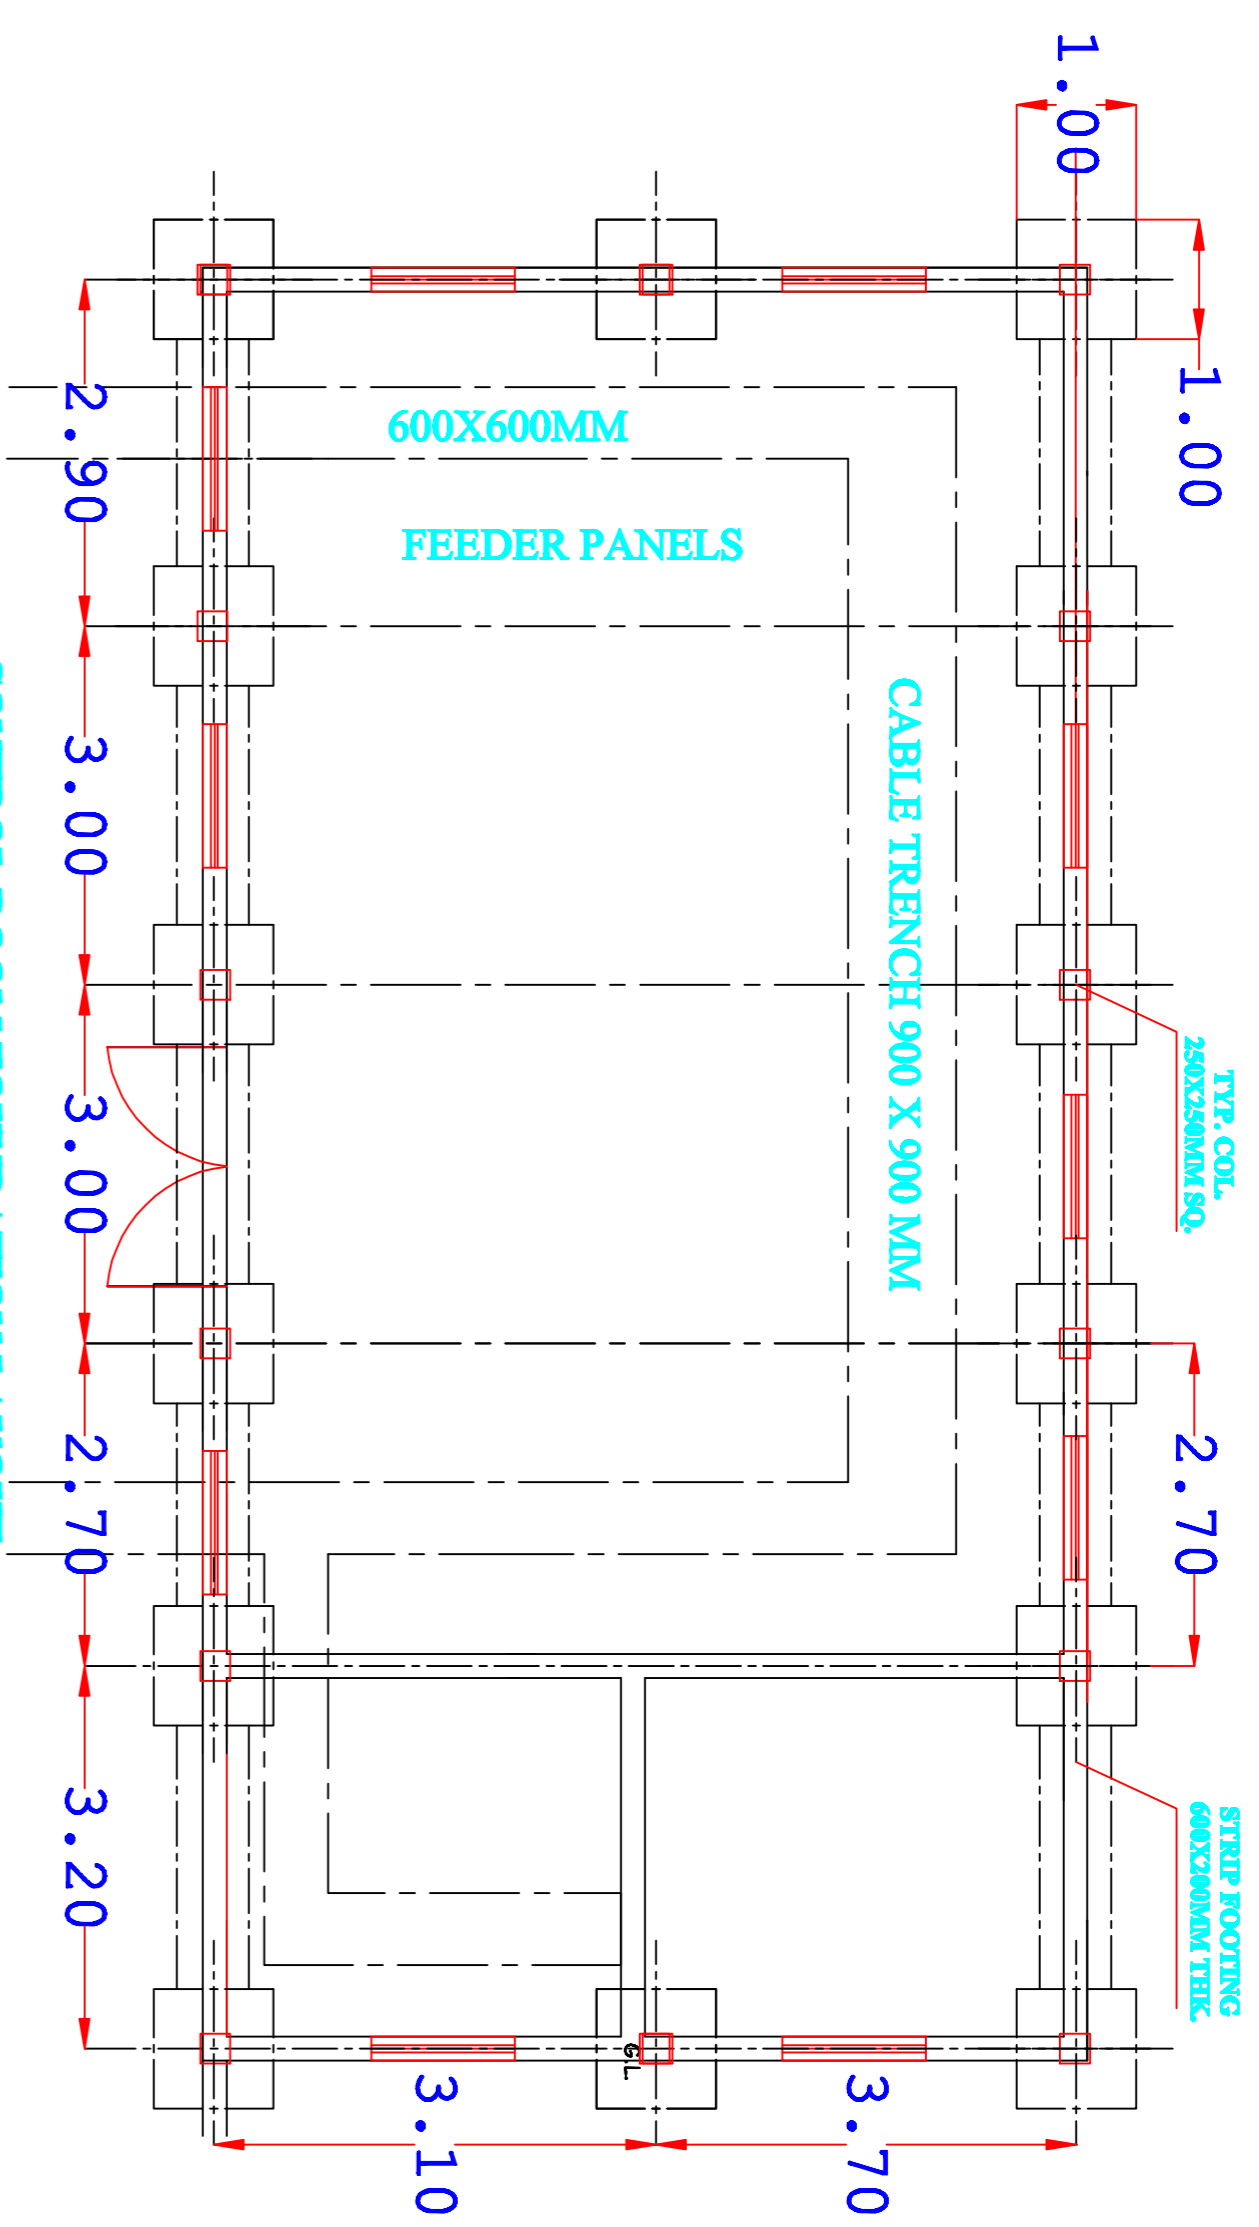 1.00
1.00
600X600MM
FEEDER PANELS
CABLE TRENCH 900 X 900 MM
TYP. COL.
250X250MM SQ.
STRIP FOOTING
600X200MM THK.
2.90
3.00
3.00
2.70
3.20
2.70
G.L.
3.10
3.70